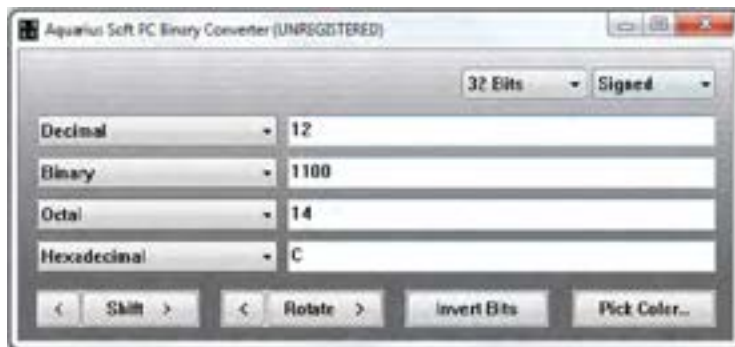 Aquarius Soft PC Binary Converter (UNREGISTERED)
32 Bits Signed
Decimal 12
Binary 1100
Octal 14
Hexadecimal C
< Shift > < Rotate > Invert Bits Pick Color...